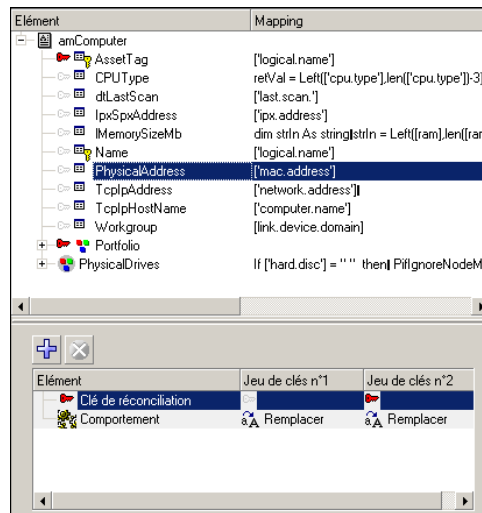 Elément Mapping
amComputer
AssetTag ['logical.name']
CPUType retVal = Left(['cpu.type'],len(['cpu.type'])-3)
dtLastScan ['last.scan.']
IpxSpxAddress ['ipx.address']
lMemorySizeMb dim strIn As string|strIn = Left([ram],len([ram
Name ['logical.name']
PhysicalAddress ['mac.address']
TcpIpAddress ['network.address']|
TcpIpHostName ['computer.name']
Workgroup [link.device.domain]
Portfolio
PhysicalDrives If ['hard.disc'] = " " then| PifIgnoreNodeM
Elément Jeu de clés n°1 Jeu de clés n°2
Clé de réconciliation
Comportement Remplacer Remplacer